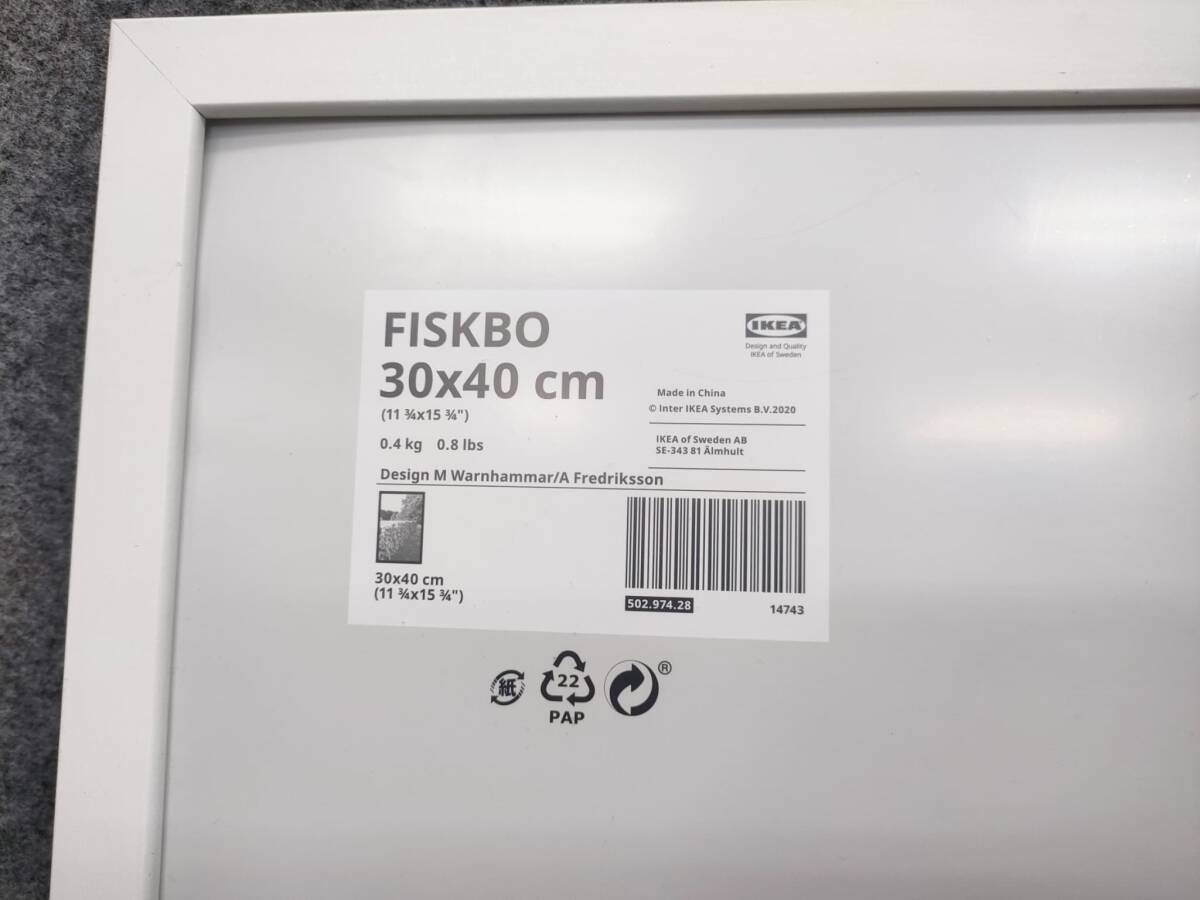 FISKBO
30x40 cm
(11 ¾x15 ¾")
0.4 kg 0.8 lbs
Design M Warnhammar/A Fredriksson
IKEA
Design and Quality
IKEA of Sweden
Made in China
© Inter IKEA Systems B.V.2020
IKEA of Sweden AB
SE-343 81 Älmhult
30x40 cm
(11 ¾x15 ¾")
502.974.28
14743
紙
22
PAP
®